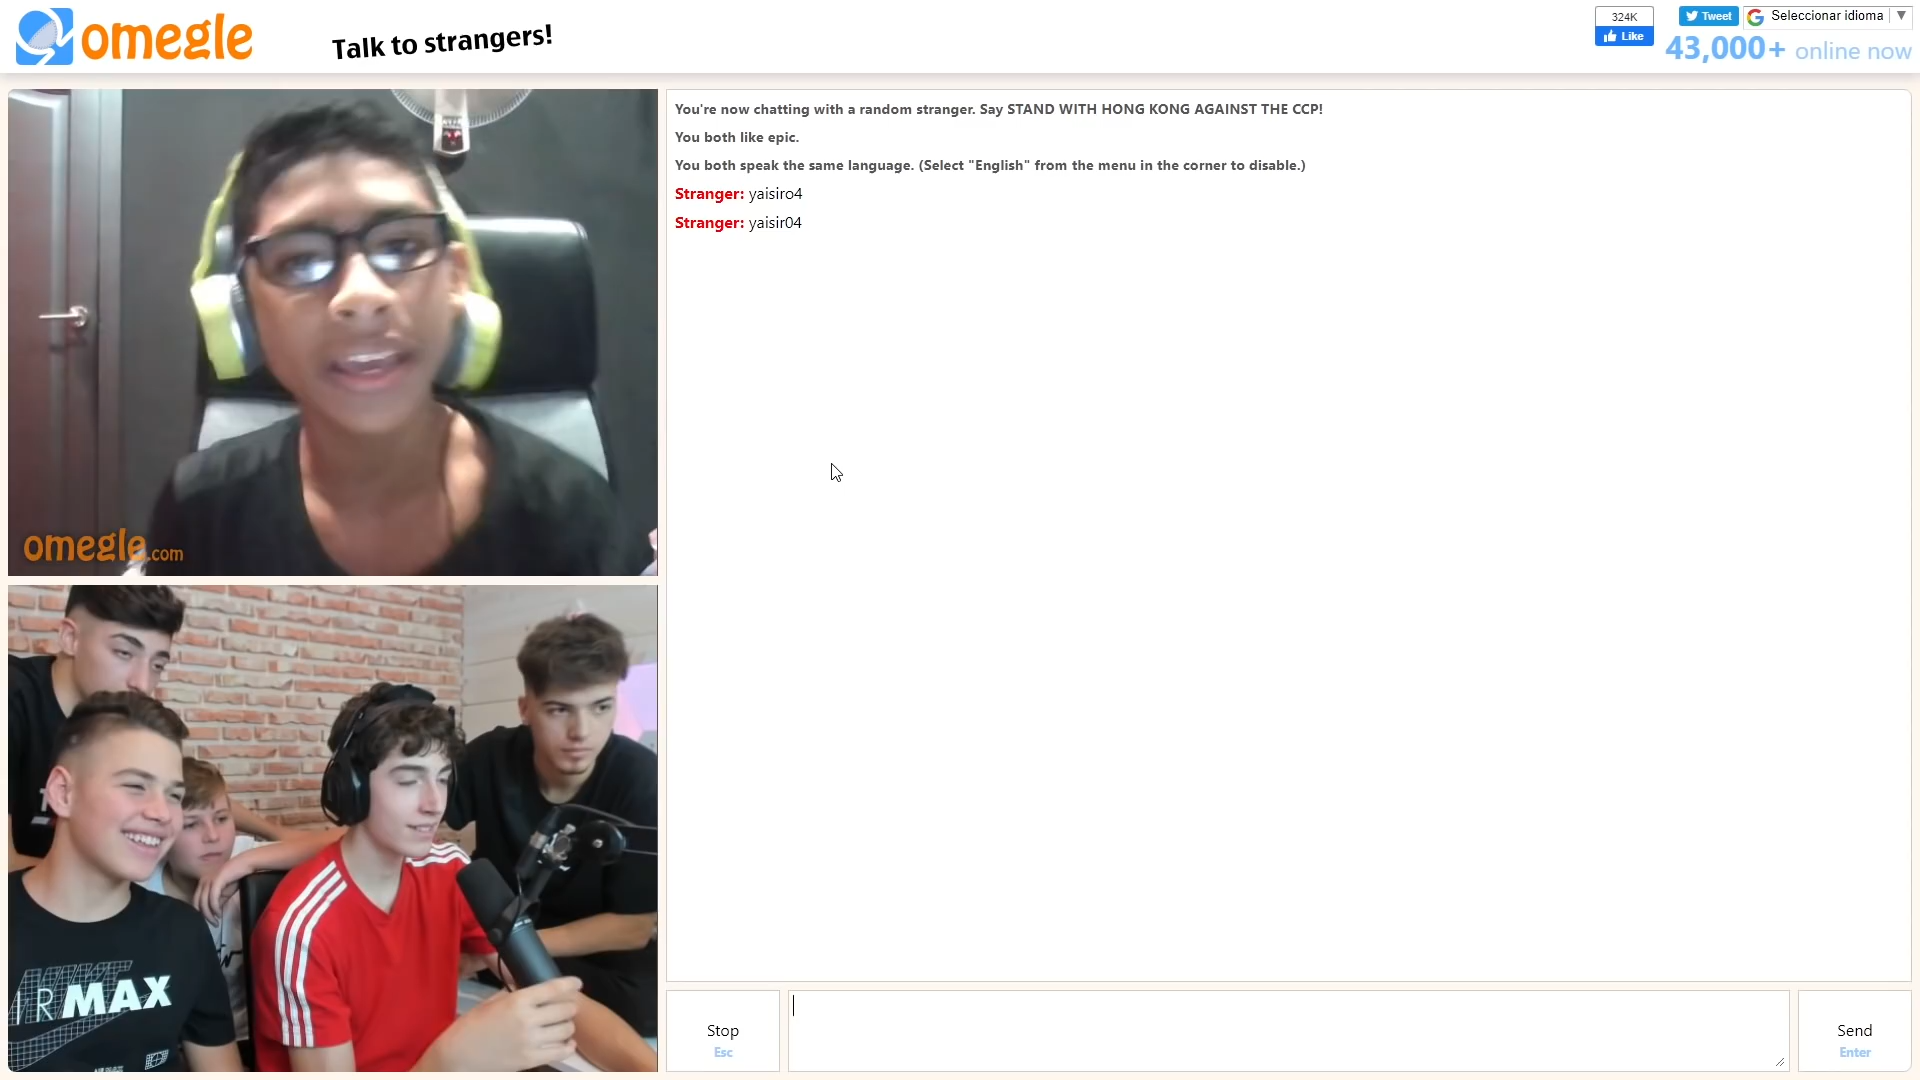 omegle
Talk to strangers!
324K
Like
Tweet
Seleccionar idioma
43,000+ online now
You're now chatting with a random stranger. Say STAND WITH HONG KONG AGAINST THE CCP!
You both like epic.
You both speak the same language. (Select "English" from the menu in the corner to disable.)
Stranger: yaisiro4
Stranger: yaisir04
omegle.com
IRMAX
Stop
Esc
Send
Enter